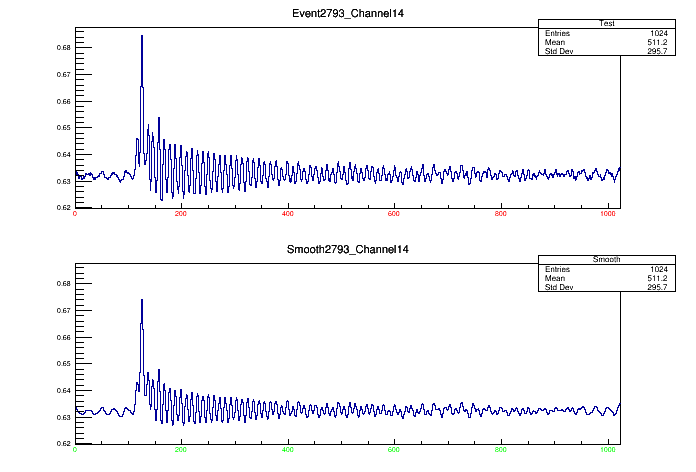 Event2793_Channel14
Test
Entries 1024
Mean 511.2
Std Dev 295.7
0.68
0.67
0.66
0.65
0.64
0.63
0.62
0 200 400 600 800 1000
Smooth2793_Channel14
Smooth
Entries 1024
Mean 511.2
Std Dev 295.7
0.68
0.67
0.66
0.65
0.64
0.63
0.62
0 200 400 600 800 1000